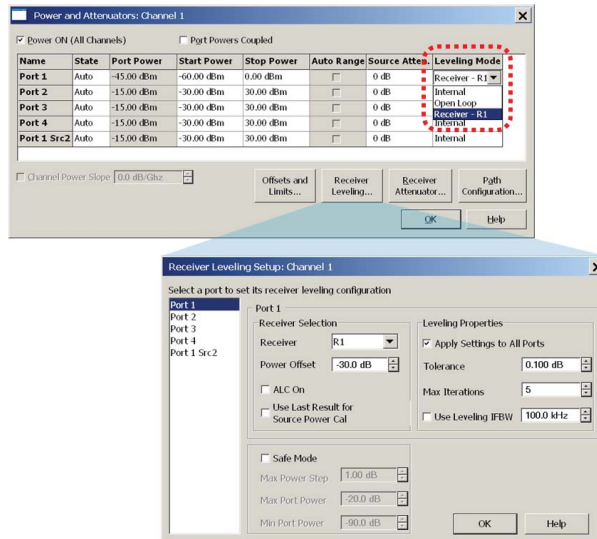 Power and Attenuators: Channel 1
Power ON (All Channels) Port Powers Coupled
Name State Port Power Start Power Stop Power Auto Range Source Atten. Leveling Mode
Port 1 Auto -45.00 dBm -60.00 dBm 0.00 dBm 0 dB Receiver - R1
Port 2 Auto -15.00 dBm -30.00 dBm 30.00 dBm 0 dB Internal
Open Loop
Receiver - R1
Port 3 Auto -15.00 dBm -30.00 dBm 30.00 dBm 0 dB
Port 4 Auto -15.00 dBm -30.00 dBm 30.00 dBm 0 dB Internal
Port 1 Src2 Auto -15.00 dBm -30.00 dBm 30.00 dBm 0 dB Internal
Channel Power Slope 0.0 dB/Ghz
Offsets and Limits...
Receiver Leveling...
Receiver Attenuator...
Path Configuration...
OK Help
Receiver Leveling Setup: Channel 1
Select a port to set its receiver leveling configuration
Port 1
Port 2
Port 3
Port 4
Port 1 Src2
Port 1
Receiver Selection
Receiver R1
Power Offset -30.0 dB
ALC On
Use Last Result for
Source Power Cal
Leveling Properties
Apply Settings to All Ports
Tolerance 0.100 dB
Max Iterations 5
Use Leveling IFBW 100.0 kHz
Safe Mode
Max Power Step 1.00 dB
Max Port Power -20.0 dB
Min Port Power -90.0 dB
OK Help